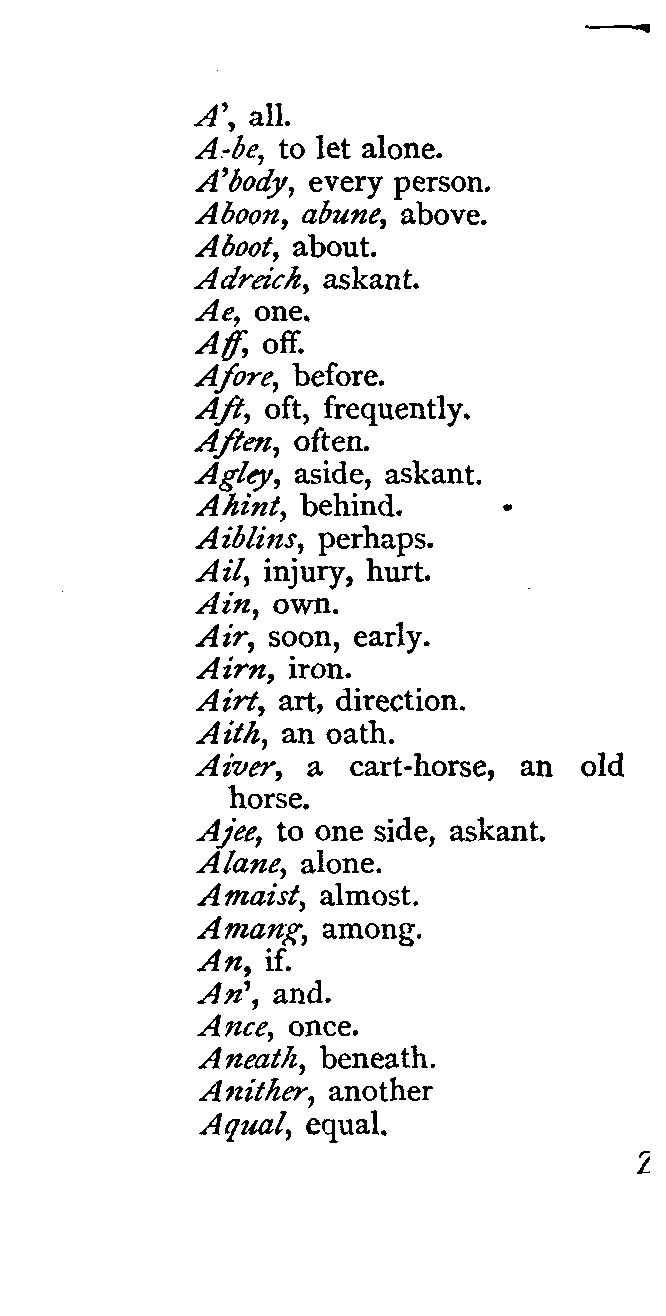 A', all.
A-be, to let alone.
A'body, every person.
Aboon, abune, above.
Aboot, about.
Adreich, askant.
Ae, one.
Aff, off.
Afore, before.
Aft, oft, frequently.
Aften, often.
Agley, aside, askant.
Ahint, behind.
Aiblins, perhaps.
Ail, injury, hurt.
Ain, own.
Air, soon, early.
Airn, iron.
Airt, art, direction.
Aith, an oath.
Aiver, a cart-horse, an old
horse.
Ajee, to one side, askant.
Alane, alone.
Amaist, almost.
Amang, among.
An, if.
An', and.
Ance, once.
Aneath, beneath.
Anither, another
Aqual, equal.